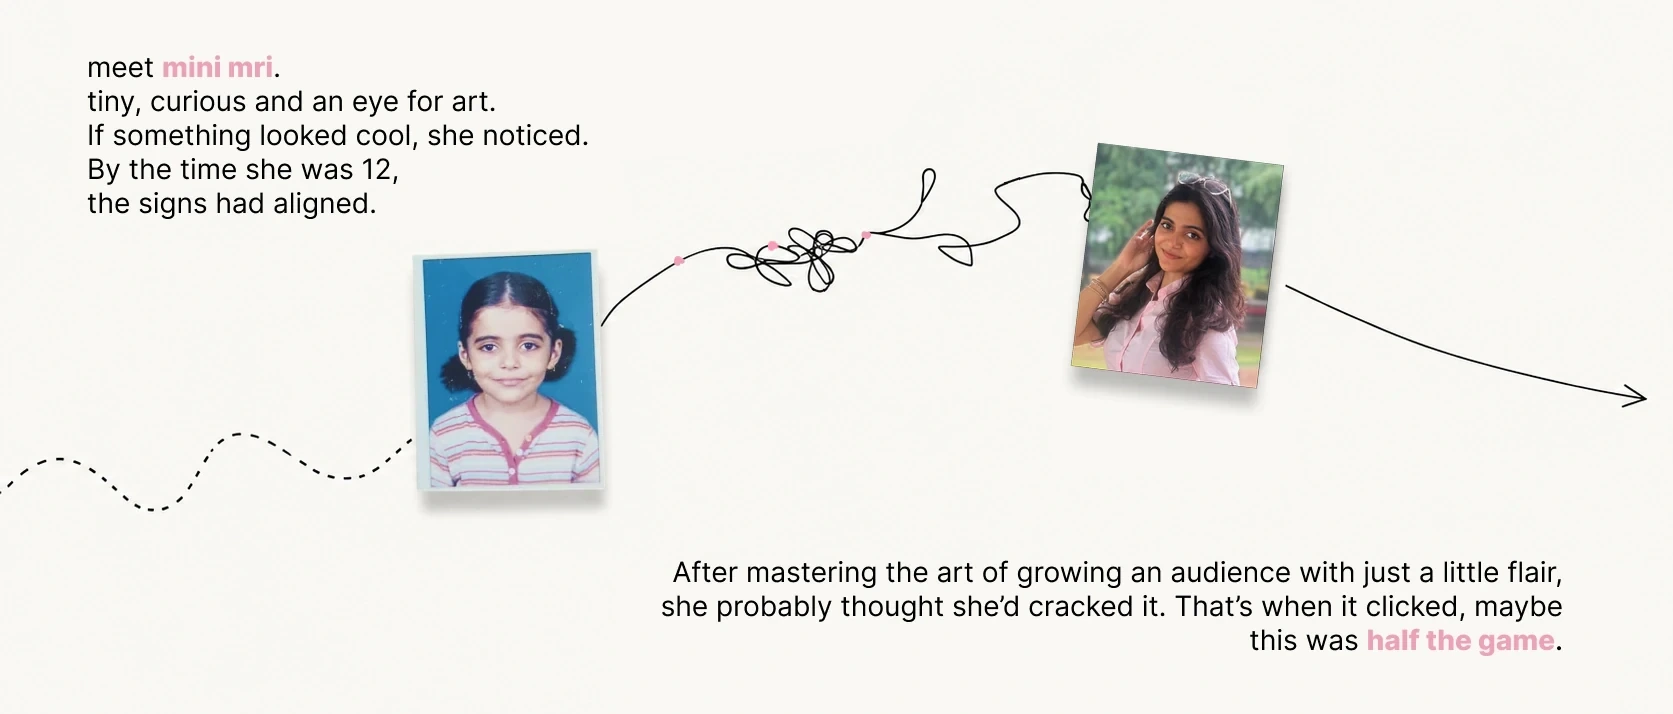 meet mini mri.
tiny, curious and an eye for art.
If something looked cool, she noticed.
By the time she was 12,
the signs had aligned.
After mastering the art of growing an audience with just a little flair,
she probably thought she’d cracked it. That’s when it clicked, maybe
this was half the game.